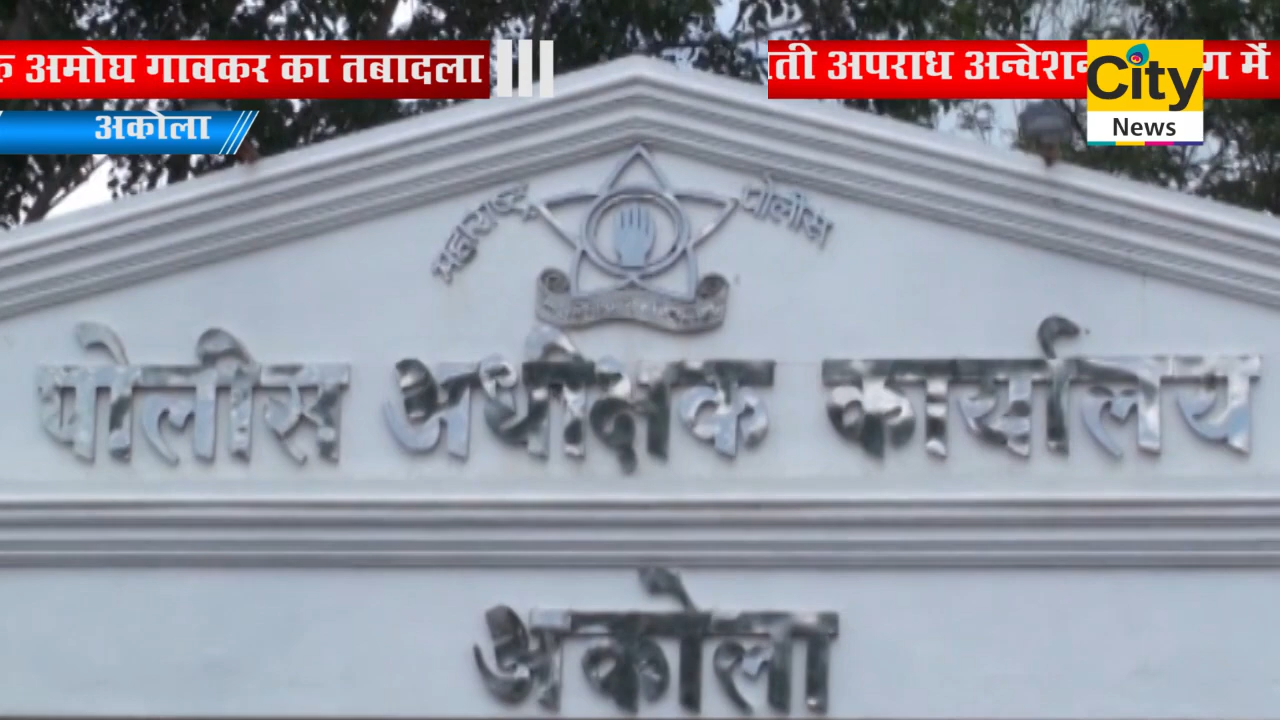 क अमोघ गावकर का तबादला
ती अपराध अन्वेशन ग में
City
News
अकोला
महाराष्ट्र पोलीस
पोलीस अधीक्षक कार्यालय
अकोला